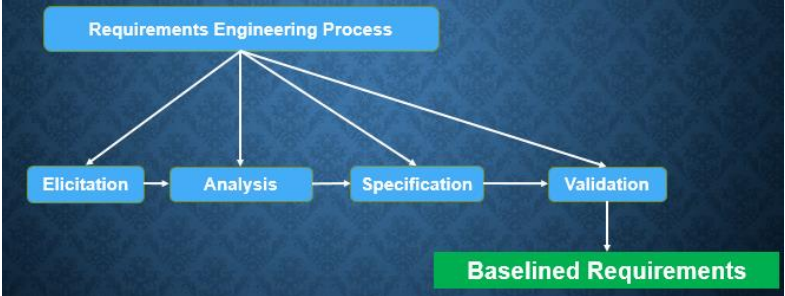 Requirements Engineering Process
Elicitation
Analysis
Specification
Validation
Baselined Requirements